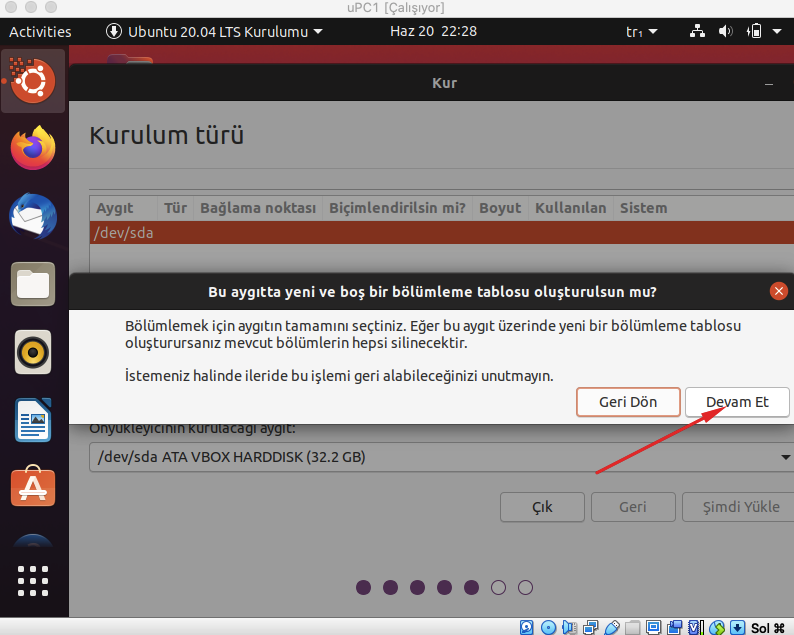 uPC1 [Çalışıyor]
Activities
Ubuntu 20.04 LTS Kurulumu
Haz 20 22:28
tr₁
Kur
Kurulum türü
Aygıt Tür Bağlama noktası Biçimlendirilsin mi? Boyut Kullanılan Sistem
/dev/sda
Bu aygıtta yeni ve boş bir bölümleme tablosu oluşturulsun mu?
Bölümlemek için aygıtın tamamını seçtiniz. Eğer bu aygıt üzerinde yeni bir bölümleme tablosu
oluşturursanız mevcut bölümlerin hepsi silinecektir.
İstemeniz halinde ileride bu işlemi geri alabileceğinizi unutmayın.
Geri Dön Devam Et
Önyükleyicinin kurulacağı aygıt:
/dev/sda ATA VBOX HARDDISK (32.2 GB)
Çık Geri Şimdi Yükle
Sol ⌘